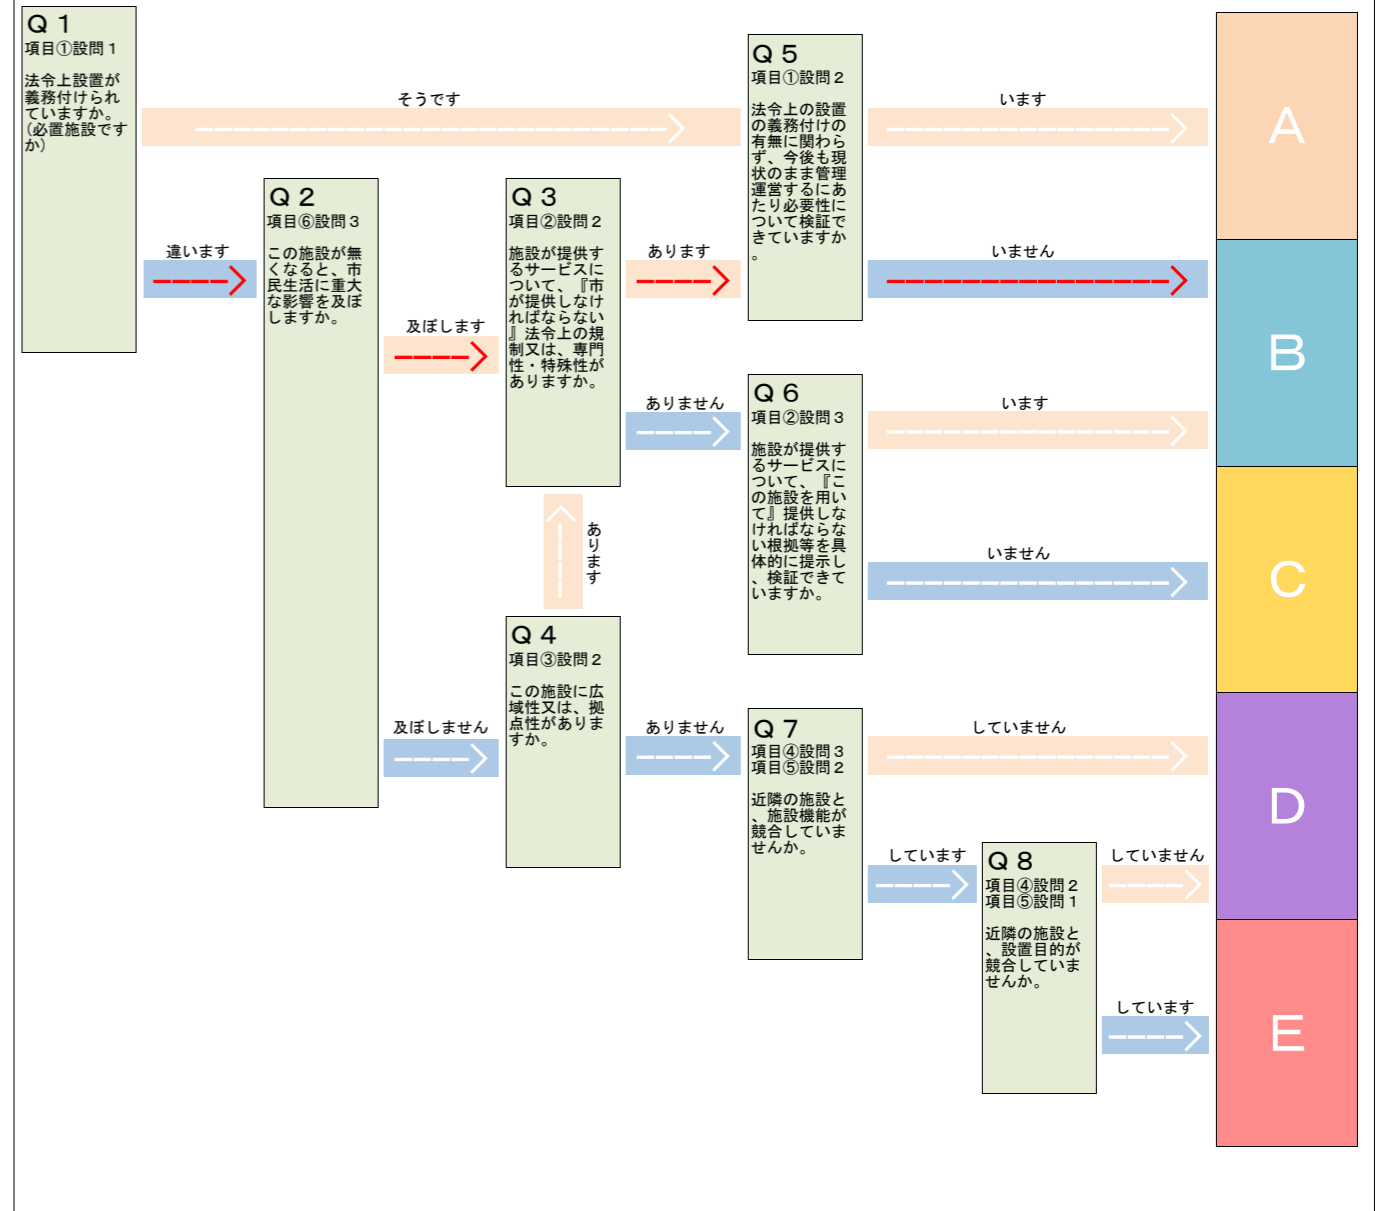 Ｑ１
項目①設問１
法令上設置が
義務付けられ
ていますか。
（必置施設です
か）
そうです
違います
Ｑ２
項目⑥設問３
この施設が無
くなると、市
民生活に重大
な影響を及ぼ
しますか。
及ぼします
及ぼしません
Ｑ３
項目②設問２
施設が提供す
るサービスに
ついて、『市
が提供しなけ
ればならない
』法令上の規
制又は、専門
性・特殊性が
ありますか。
あります
ありません
あります
Ｑ４
項目③設問２
この施設に広
域性又は、拠
点性がありま
すか。
ありません
Ｑ５
項目①設問２
法令上の設置
の義務付けの
有無に関わら
ず、今後も現
状のまま管理
運営するにあ
たり必要性に
ついて検証で
きていますか
。
います
いません
Ｑ６
項目②設問３
施設が提供す
るサービスに
ついて、『こ
の施設を用い
て』提供しな
ければならな
い根拠等を具
体的に提示し
、検証できて
いますか。
います
いません
Ｑ７
項目④設問３
項目⑤設問２
近隣の施設と
、施設機能が
競合していま
せんか。
していません
しています
Ｑ８
項目④設問２
項目⑤設問１
近隣の施設と
、設置目的が
競合していま
せんか。
していません
しています
A
B
C
D
E